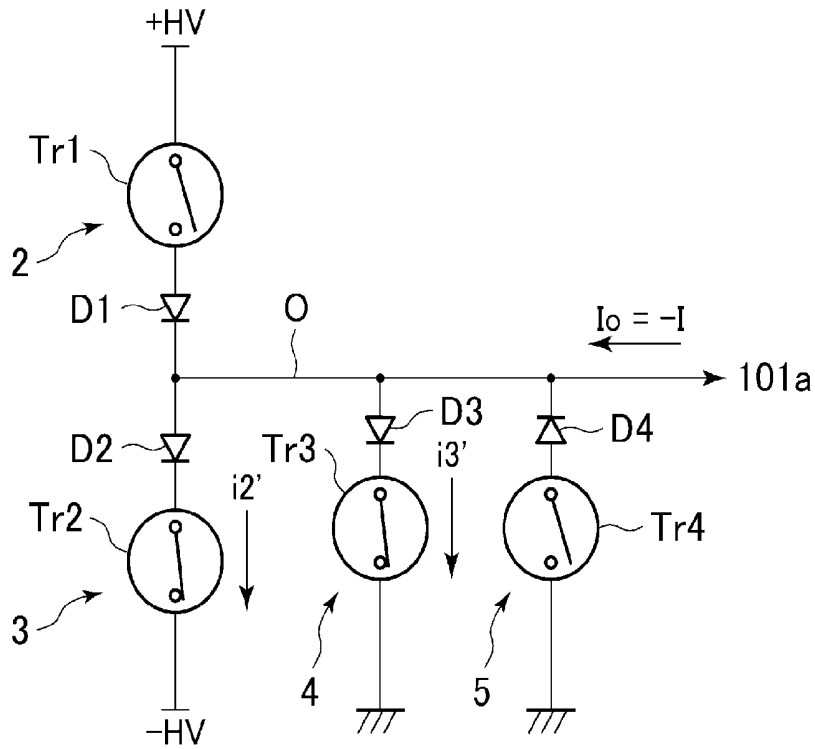 +HV
Tr1
2
D1
O
Io = -I
101a
D2
D3
D4
Tr3
i3'
i2'
Tr2
Tr4
3
4
5
-HV